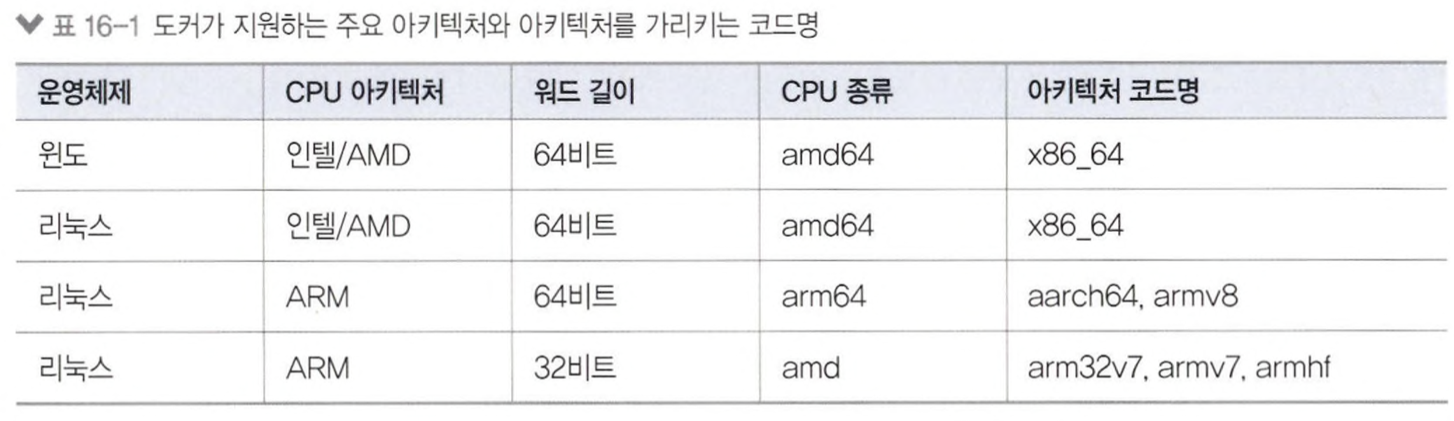 표 16-1 도커가 지원하는 주요 아키텍처와 아키텍처를 가리키는 코드명
운영체제 CPU 아키텍처 워드 길이 CPU 종류 아키텍처 코드명
윈도 인텔/AMD 64비트 amd64 x86_64
리눅스 인텔/AMD 64비트 amd64 x86_64
리눅스 ARM 64비트 arm64 aarch64, armv8
리눅스 ARM 32비트 amd arm32v7, armv7, armhf